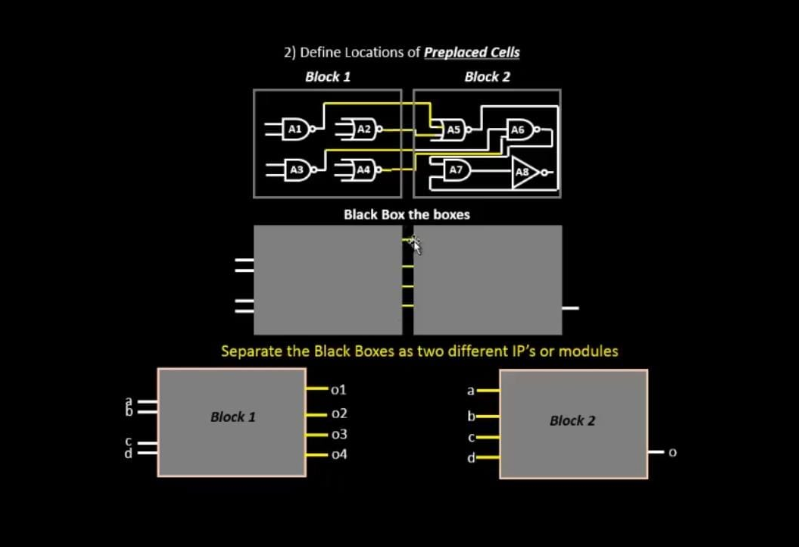 2) Define Locations of Preplaced Cells
Block 1 Block 2
A1 A2 A5 A6
A3 A4 A7 A8
Black Box the boxes
Separate the Black Boxes as two different IP's or modules
Block 1
a
b
c
d
o1
o2
o3
o4
Block 2
a
b
c
d
o